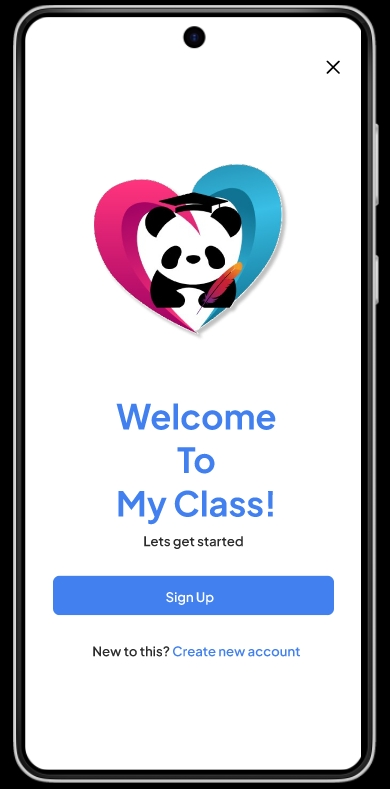 Welcome
To
My Class!
Lets get started
Sign Up
New to this? Create new account